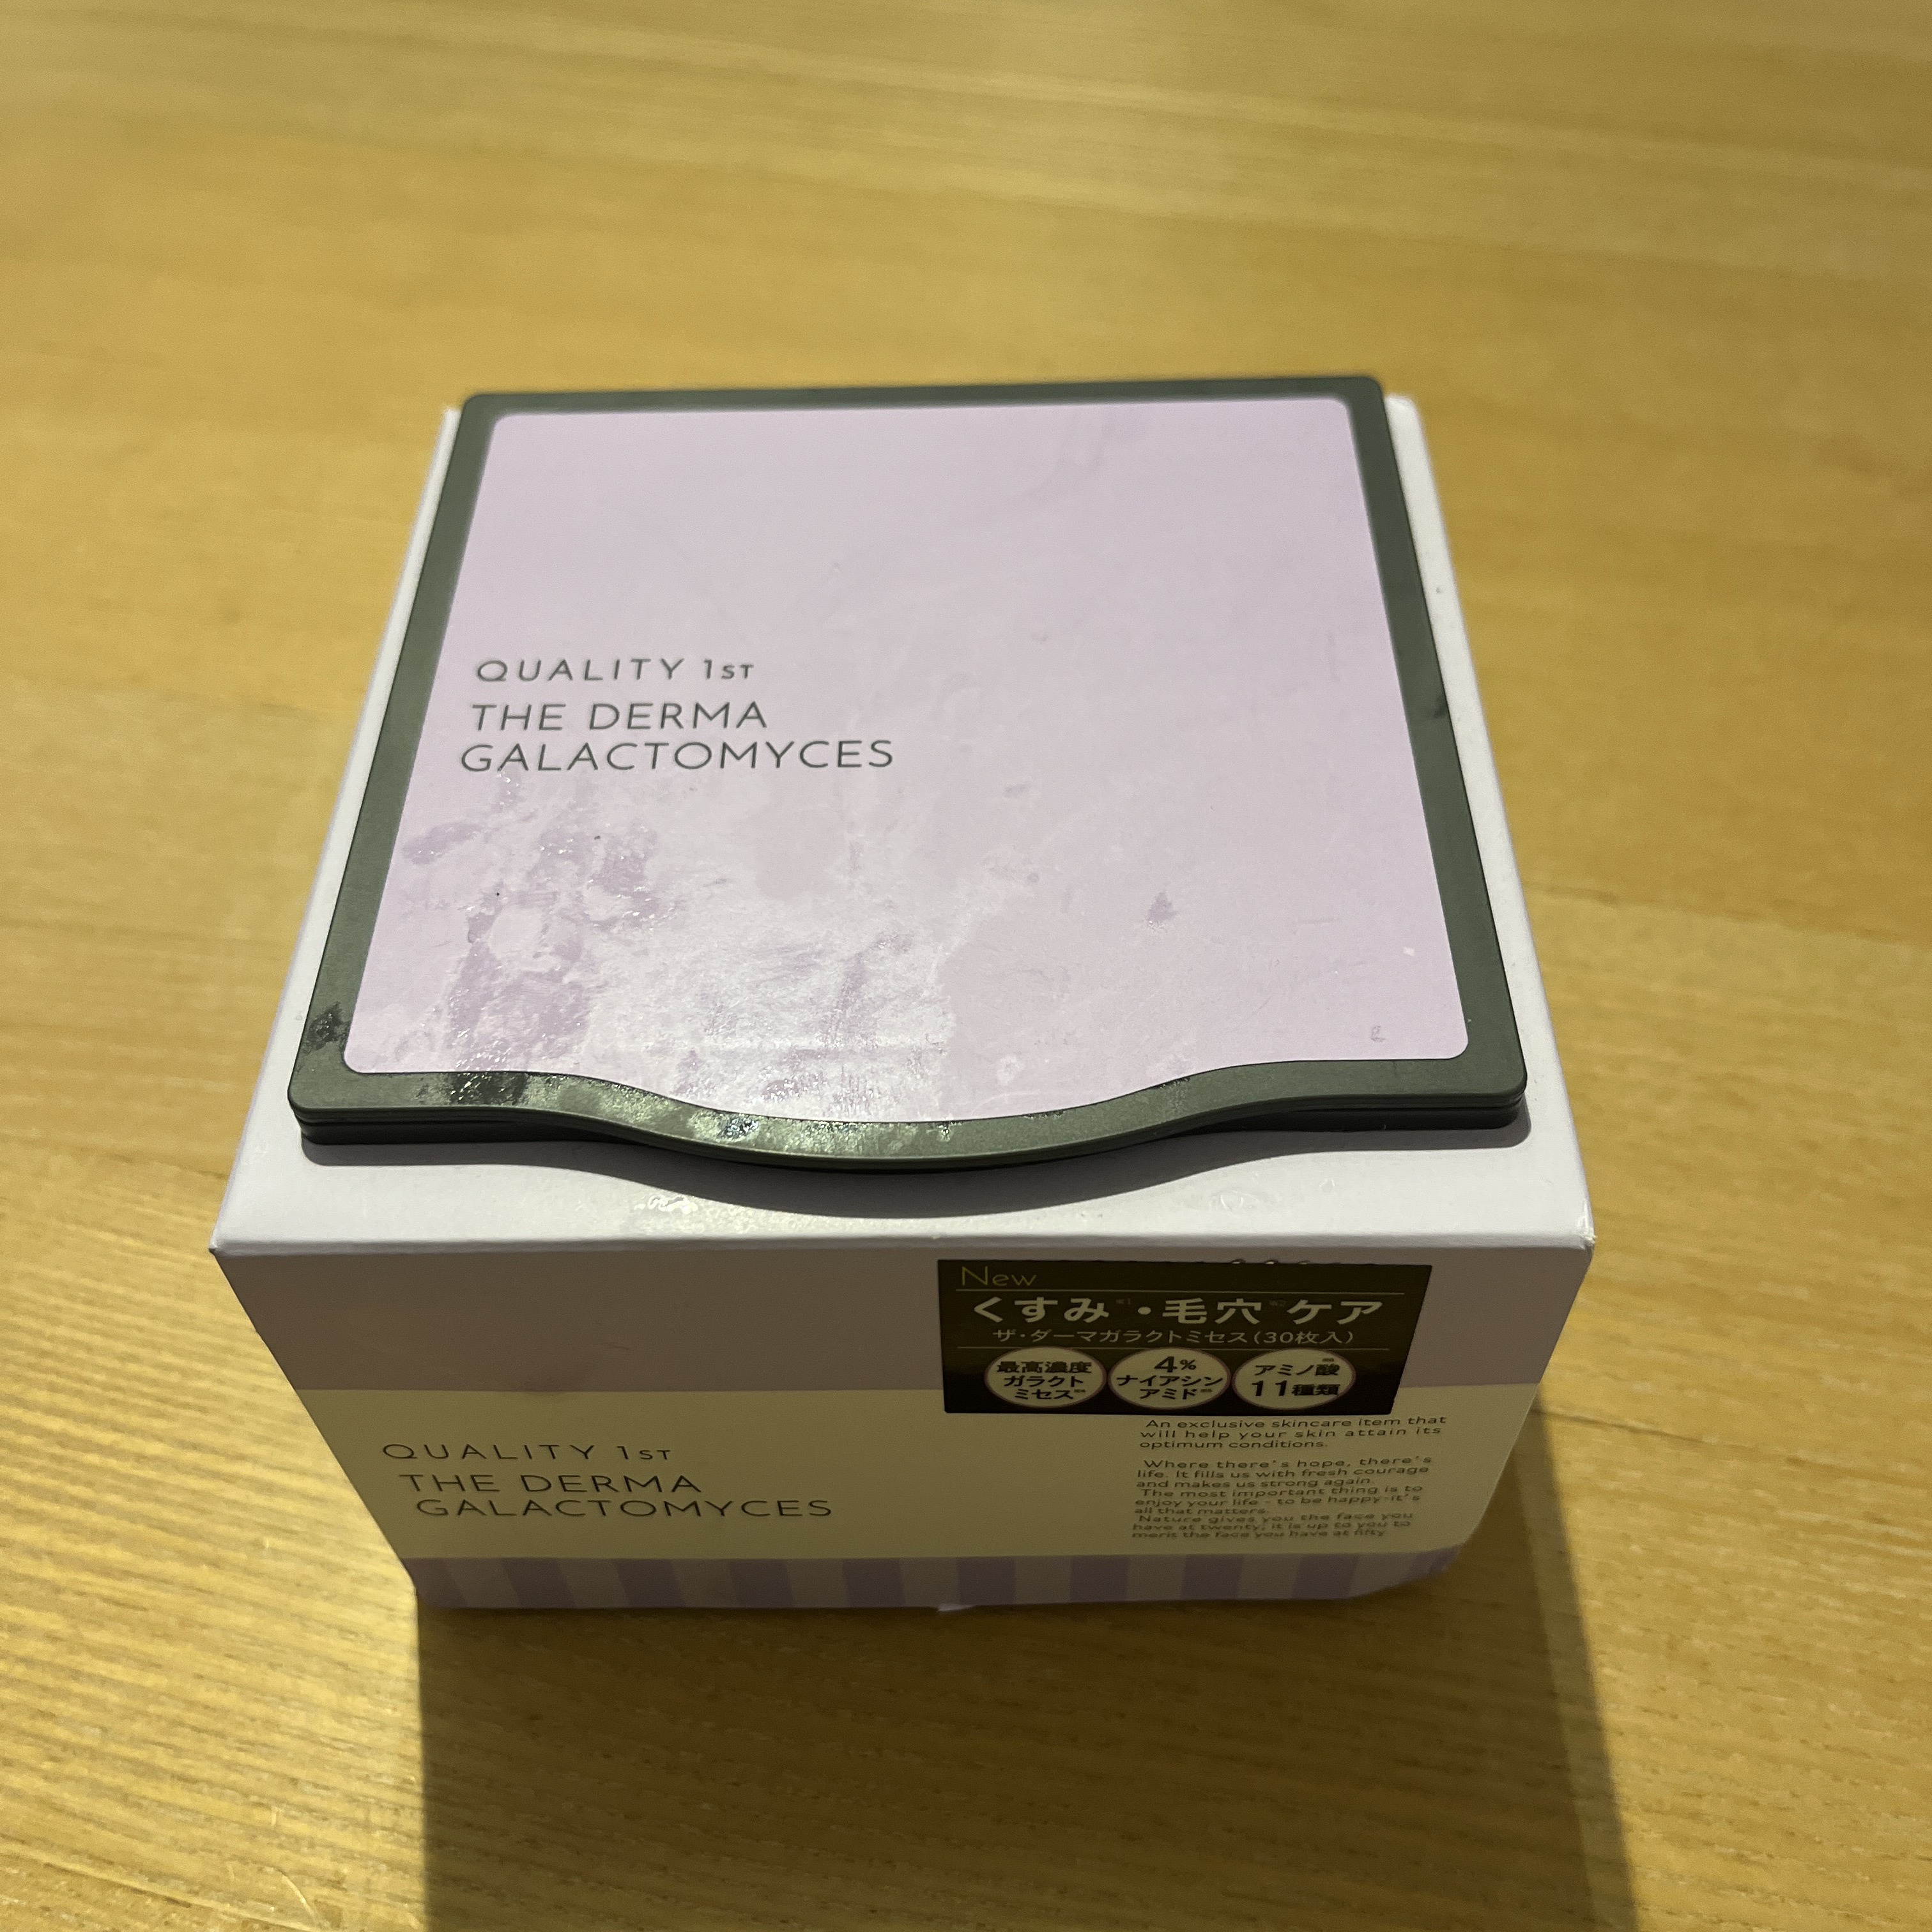 QUALITY 1ST
THE DERMA
GALACTOMYCES
New
くすみ・毛穴ケア
ザ・ダーマガラクトミセス(30枚入)
最高濃度
ガラクト
ミセス
4%
ナイアシン
アミド
アミノ酸
11種類
QUALITY 1ST
THE DERMA
GALACTOMYCES
An exclusive skincare item that
will help your skin attain its
optimum conditions.
Where there's hope, there's
life. It fills us with fresh courage
and makes us strong again.
The most important thing is to
enjoy your life - to be happy-it's
all that matters.
Nature gives you the face you
have at twenty; it is up to you to
merit the face you have at fifty.